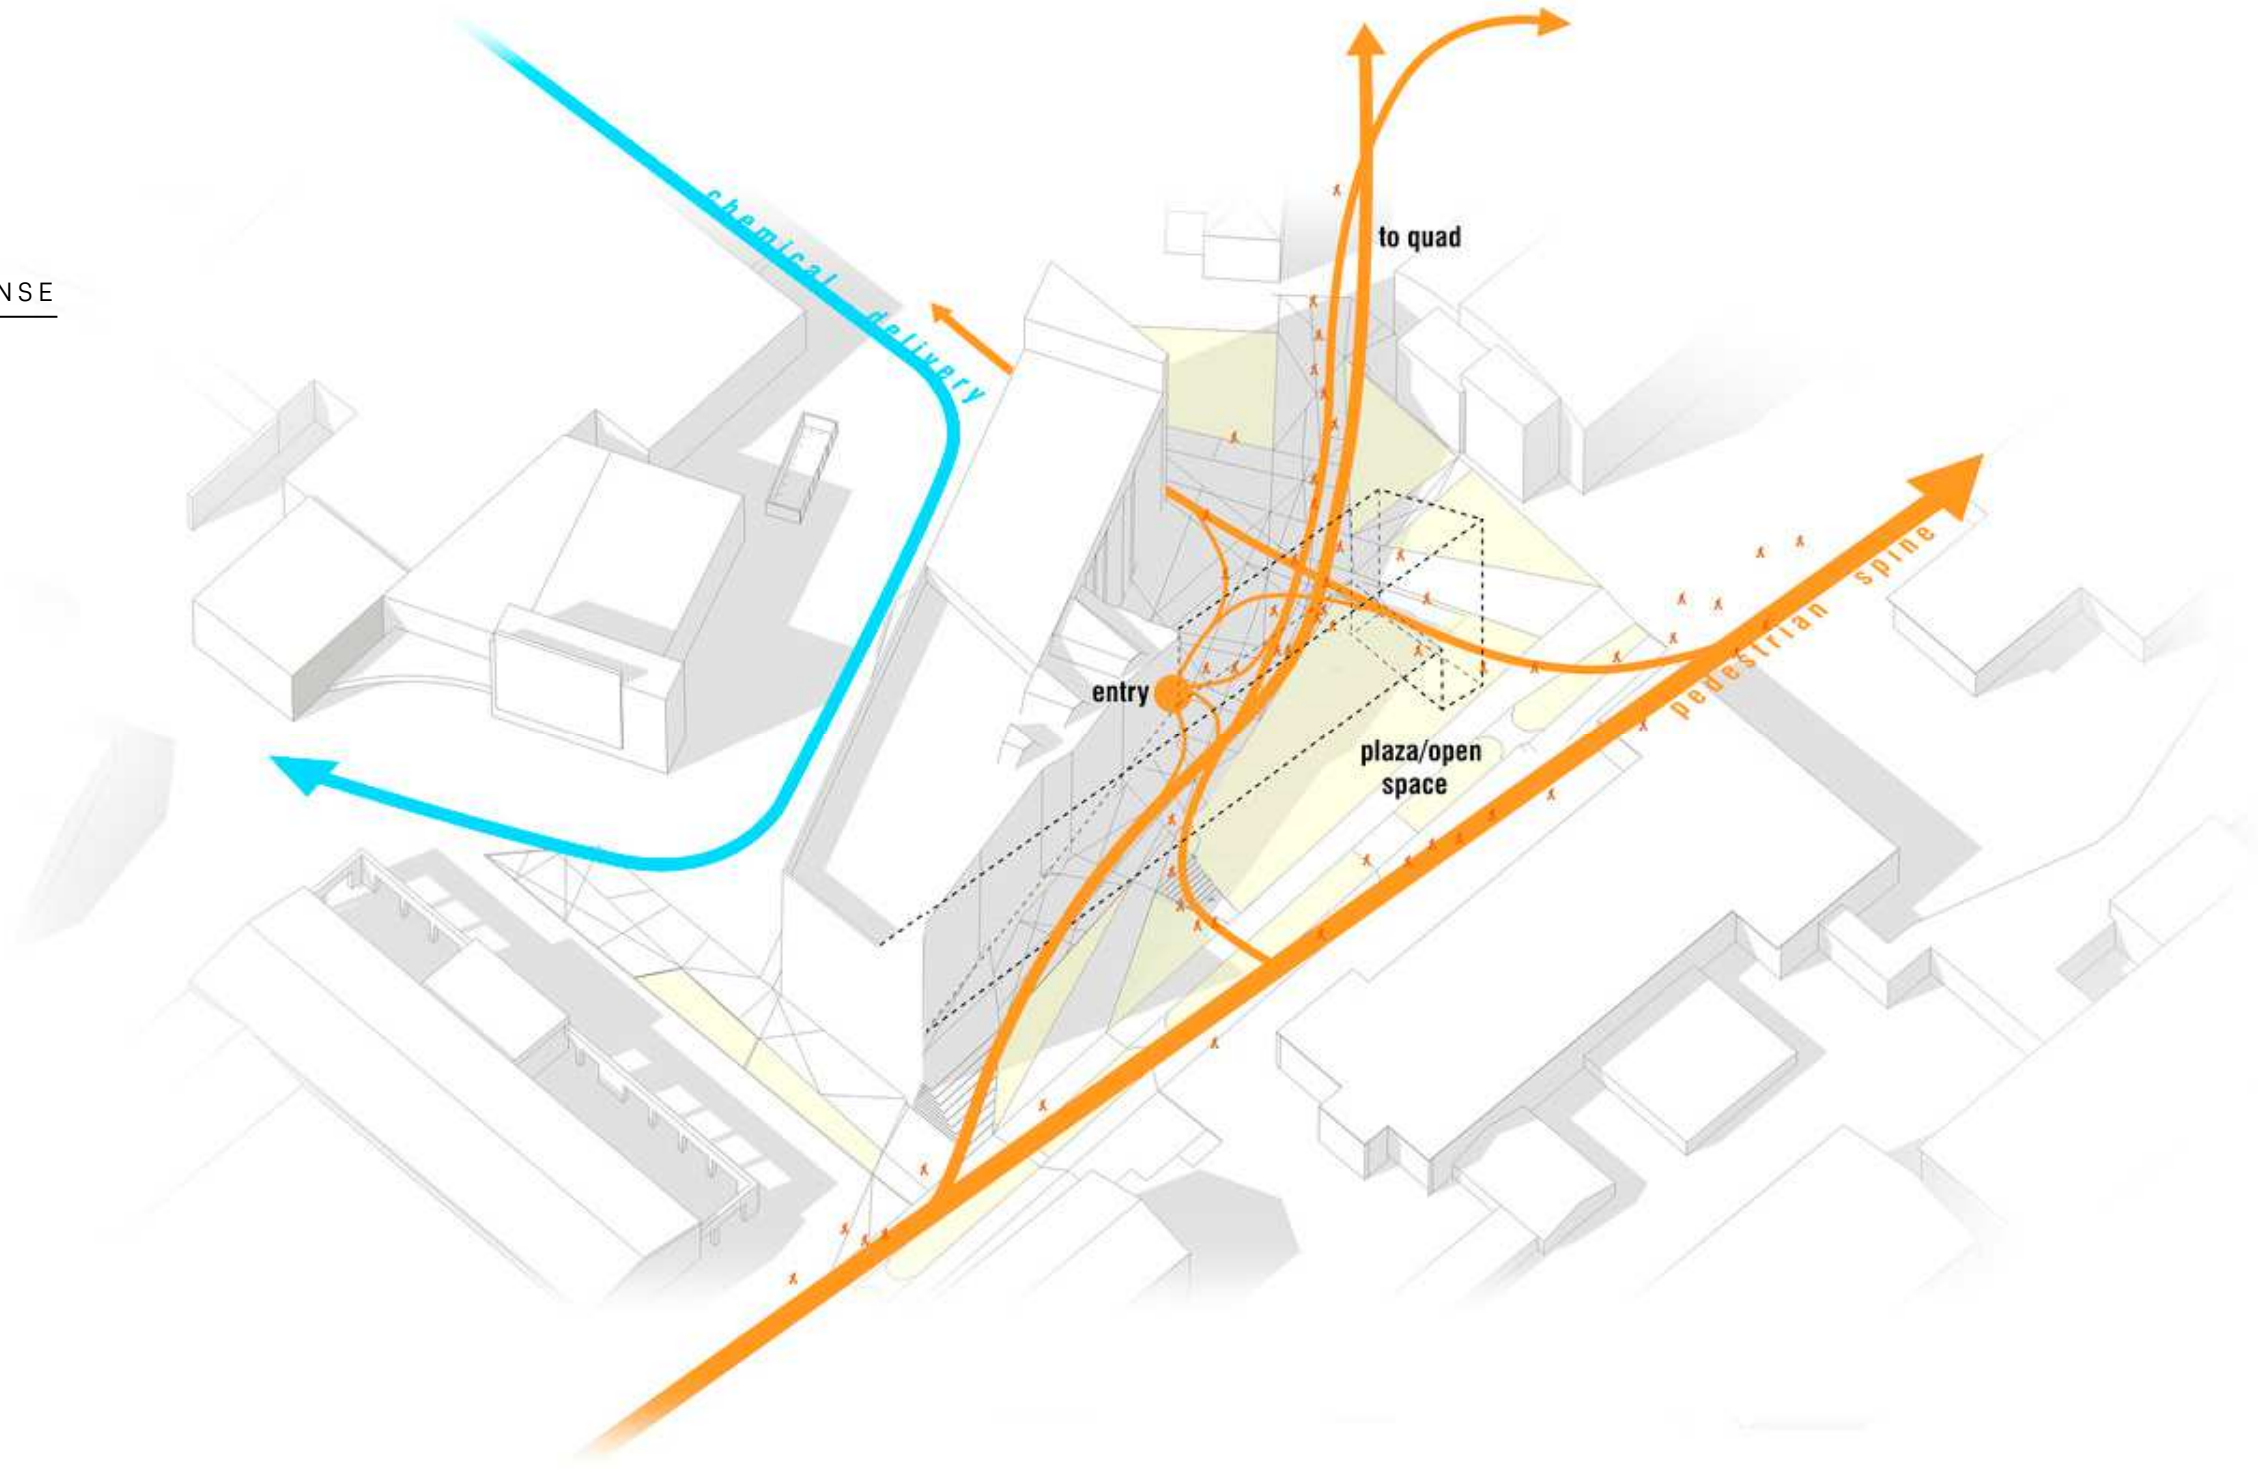 chemical delivery
to quad
NSE
pedestrian spine
entry
plaza/open
space